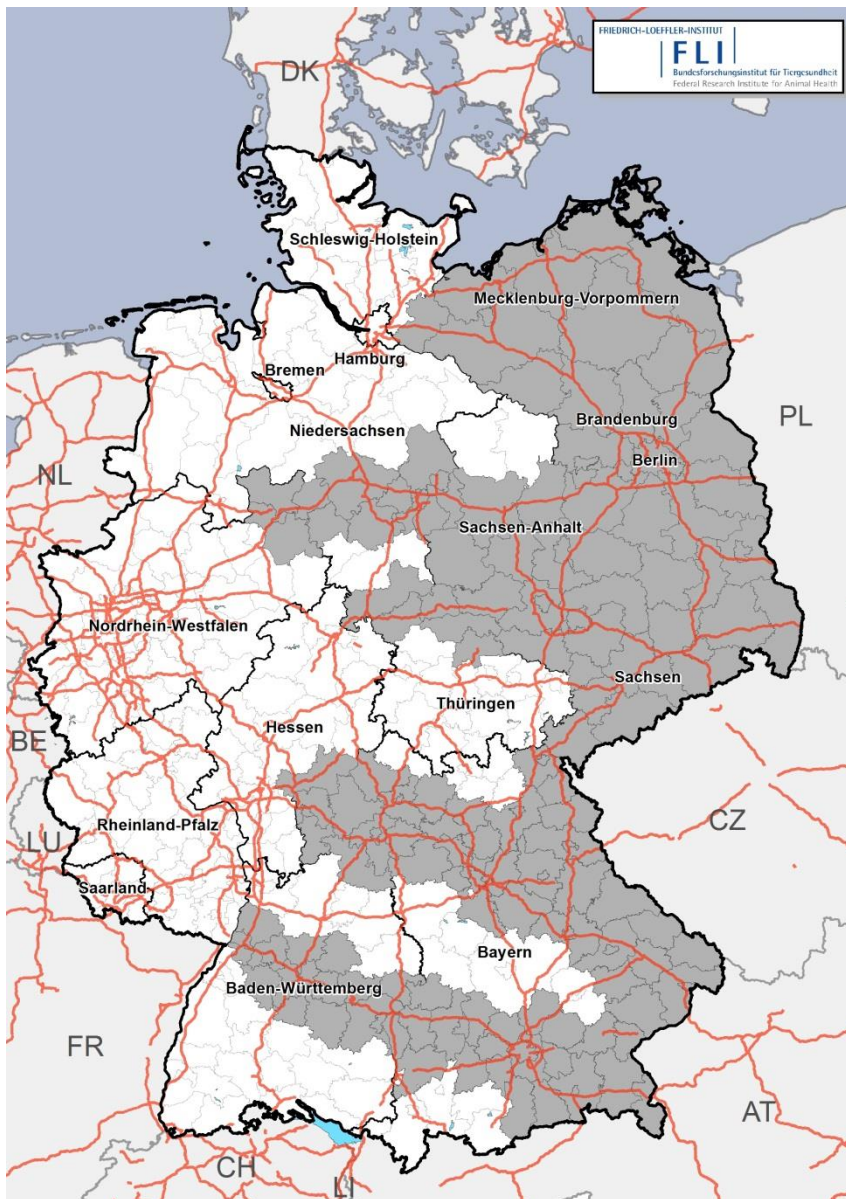 FRIEDRICH-LOEFFLER-INSTITUT
FLI
Bundesforschungsinstitut für Tiergesundheit
Federal Research Institute for Animal Health
DK
Schleswig-Holstein
Mecklenburg-Vorpommern
Hamburg
Bremen
Niedersachsen
Brandenburg
Berlin
PL
NL
Sachsen-Anhalt
Nordrhein-Westfalen
Sachsen
Thüringen
Hessen
BE
Rheinland-Pfalz
CZ
LU
Saarland
Bayern
Baden-Württemberg
FR
AT
CH
LI